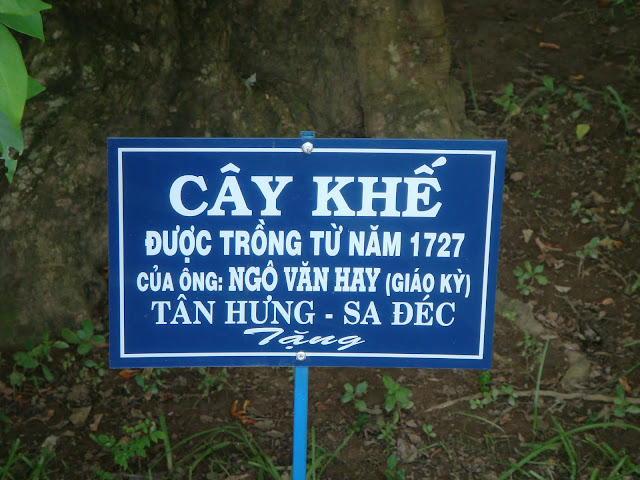 CÂY KHẾ
ĐƯỢC TRỒNG TỪ NĂM 1727
CỦA ÔNG: NGÔ VĂN HAY (GIÁO KỲ)
TÂN HƯNG - SA ĐÉC
Tặng